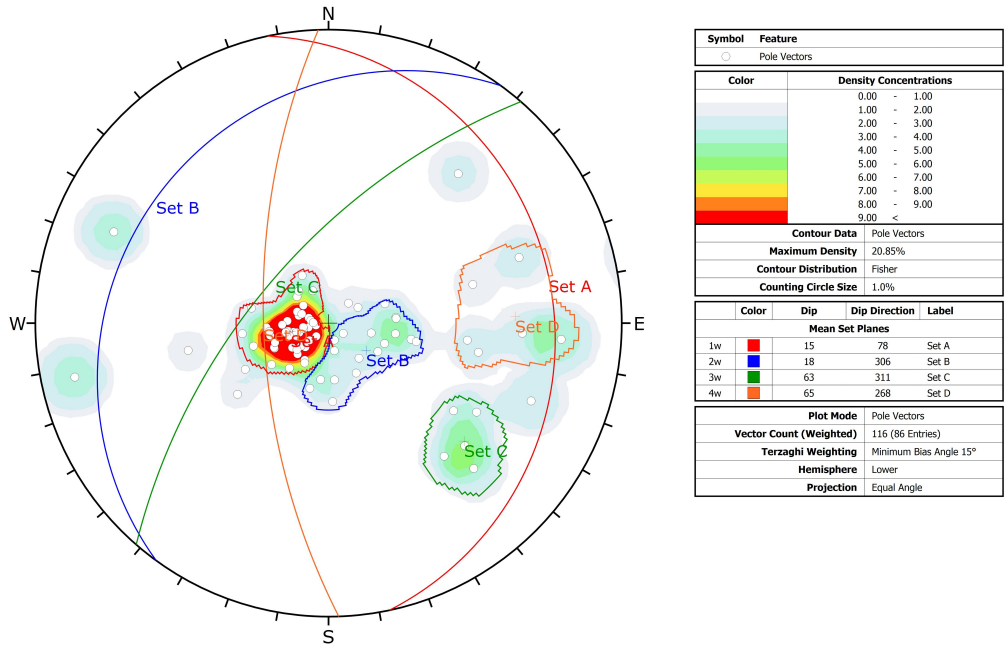 N
W
E
S
Set B
Set C
Set A
Set D
Set B
Set C
Symbol Feature
Pole Vectors
Color Density Concentrations
0.00 - 1.00
1.00 - 2.00
2.00 - 3.00
3.00 - 4.00
4.00 - 5.00
5.00 - 6.00
6.00 - 7.00
7.00 - 8.00
8.00 - 9.00
9.00 <
Contour Data Pole Vectors
Maximum Density 20.85%
Contour Distribution Fisher
Counting Circle Size 1.0%
Color Dip Dip Direction Label
Mean Set Planes
1w 15 78 Set A
2w 18 306 Set B
3w 63 311 Set C
4w 65 268 Set D
Plot Mode Pole Vectors
Vector Count (Weighted) 116 (86 Entries)
Terzaghi Weighting Minimum Bias Angle 15°
Hemisphere Lower
Projection Equal Angle